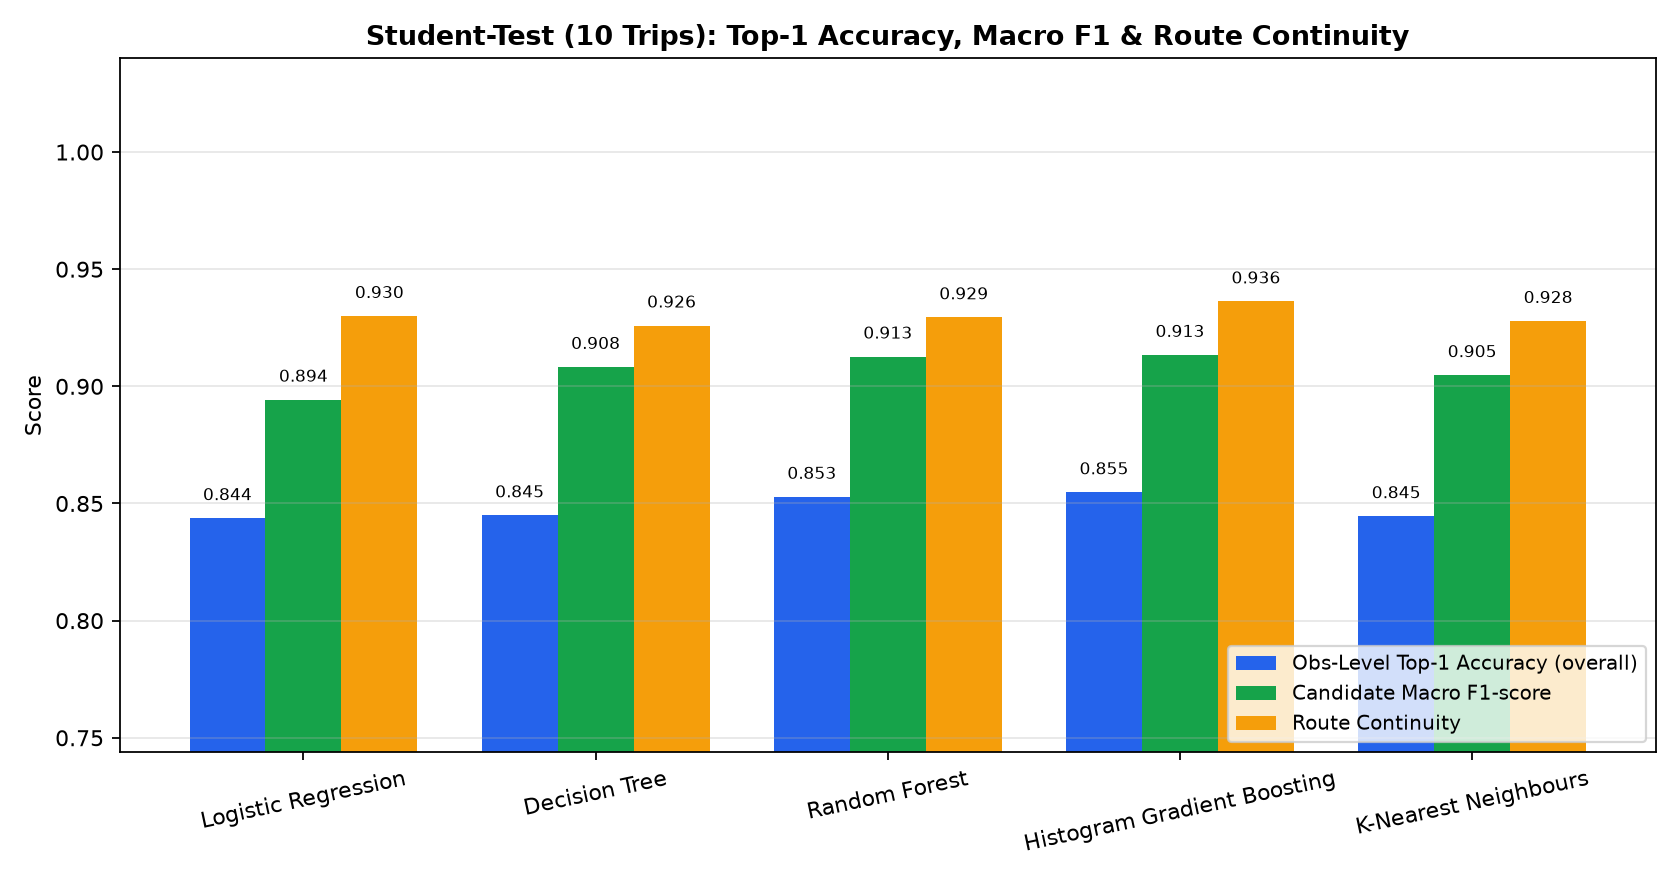 Student-Test (10 Trips): Top-1 Accuracy, Macro F1 & Route Continuity
Score
1.00
0.95
0.90
0.85
0.80
0.75
0.844
0.894
0.930
0.845
0.908
0.926
0.853
0.913
0.929
0.855
0.913
0.936
0.845
0.905
0.928
Obs-Level Top-1 Accuracy (overall)
Candidate Macro F1-score
Route Continuity
Logistic Regression
Decision Tree
Random Forest
Histogram Gradient Boosting
K-Nearest Neighbours